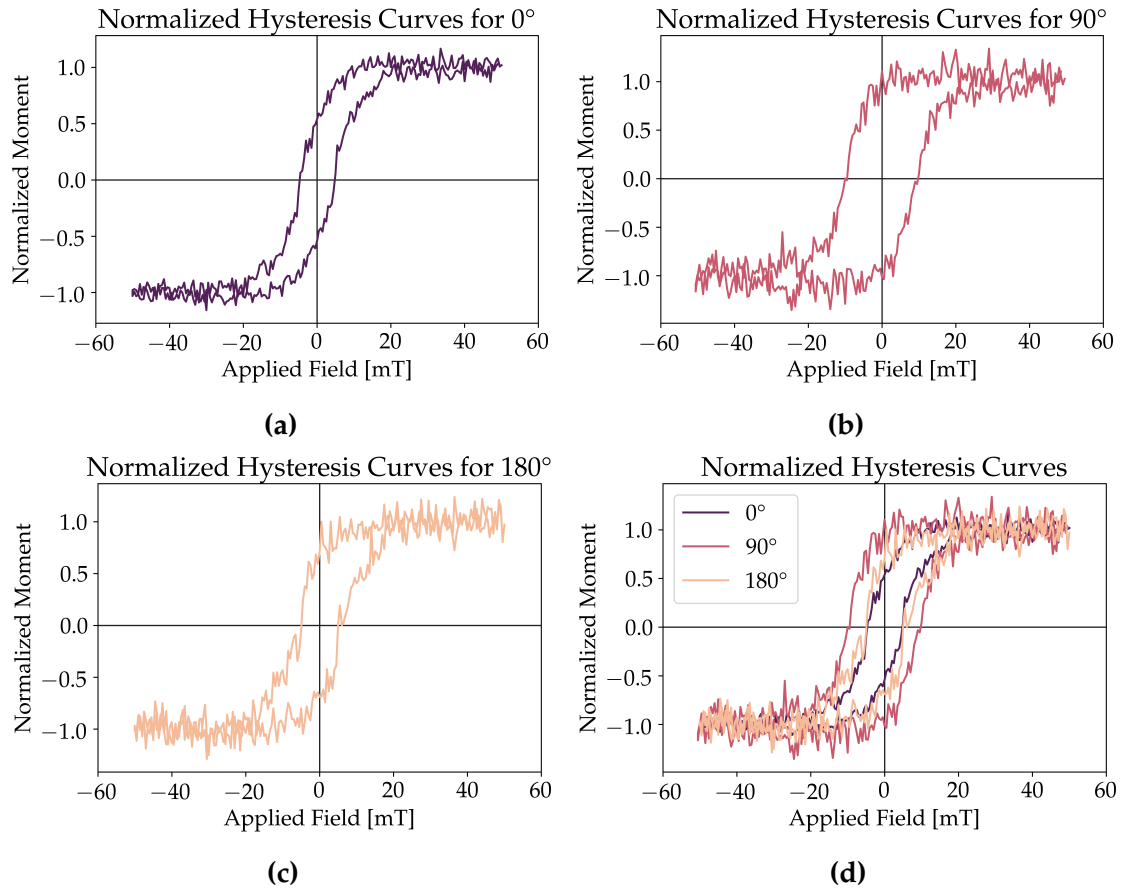 Normalized Hysteresis Curves for 0°
Normalized Moment
1.0
0.5
0.0
−0.5
−1.0
−60 −40 −20 0 20 40 60
Applied Field [mT]
(a)
Normalized Hysteresis Curves for 90°
Normalized Moment
1.0
0.5
0.0
−0.5
−1.0
−60 −40 −20 0 20 40 60
Applied Field [mT]
(b)
Normalized Hysteresis Curves for 180°
Normalized Moment
1.0
0.5
0.0
−0.5
−1.0
−60 −40 −20 0 20 40 60
Applied Field [mT]
(c)
Normalized Hysteresis Curves
0°
90°
180°
Normalized Moment
1.0
0.5
0.0
−0.5
−1.0
−60 −40 −20 0 20 40 60
Applied Field [mT]
(d)